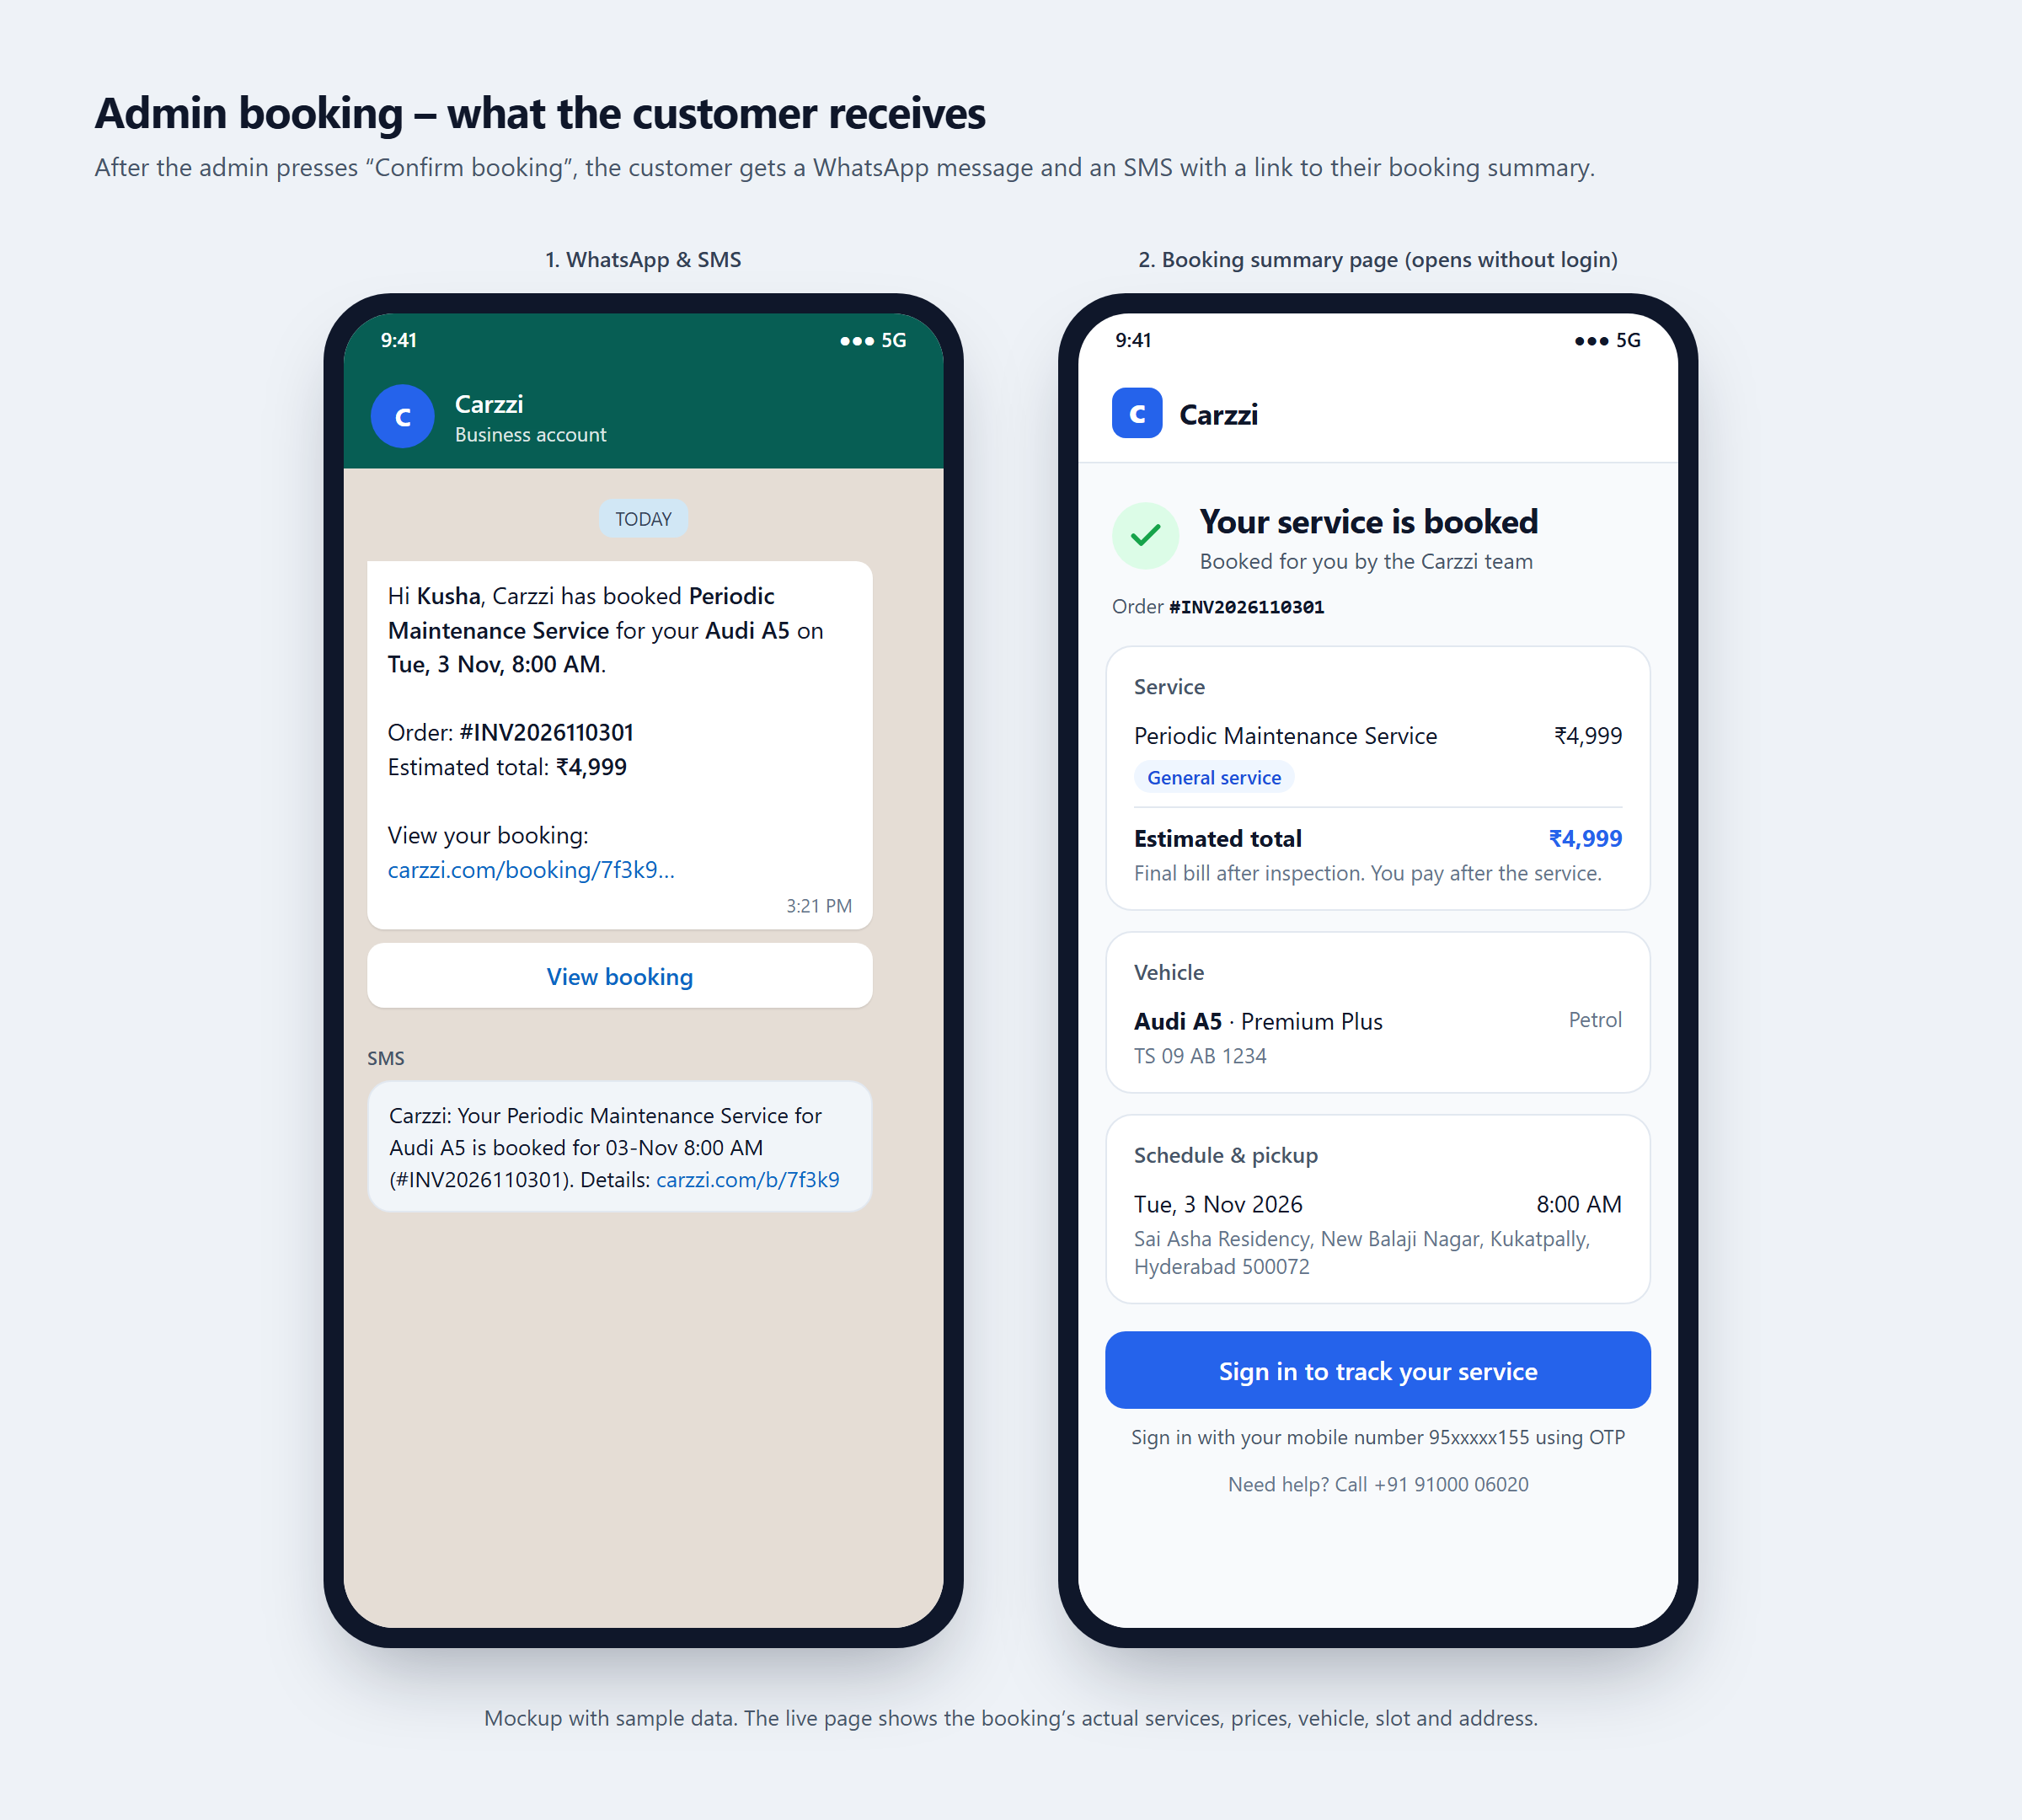 Admin booking – what the customer receives
After the admin presses “Confirm booking”, the customer gets a WhatsApp message and an SMS with a link to their booking summary.
1. WhatsApp & SMS
9:41
●●● 5G
C
Carzzi
Business account
TODAY
Hi Kusha, Carzzi has booked Periodic
Maintenance Service for your Audi A5 on
Tue, 3 Nov, 8:00 AM.
Order: #INV2026110301
Estimated total: ₹4,999
View your booking:
carzzi.com/booking/7f3k9...
3:21 PM
View booking
SMS
Carzzi: Your Periodic Maintenance Service for
Audi A5 is booked for 03-Nov 8:00 AM
(#INV2026110301). Details: carzzi.com/b/7f3k9
2. Booking summary page (opens without login)
9:41
●●● 5G
C
Carzzi
Your service is booked
Booked for you by the Carzzi team
Order #INV2026110301
Service
Periodic Maintenance Service ₹4,999
General service
Estimated total ₹4,999
Final bill after inspection. You pay after the service.
Vehicle
Audi A5 · Premium Plus Petrol
TS 09 AB 1234
Schedule & pickup
Tue, 3 Nov 2026 8:00 AM
Sai Asha Residency, New Balaji Nagar, Kukatpally,
Hyderabad 500072
Sign in to track your service
Sign in with your mobile number 95xxxxx155 using OTP
Need help? Call +91 91000 06020
Mockup with sample data. The live page shows the booking’s actual services, prices, vehicle, slot and address.